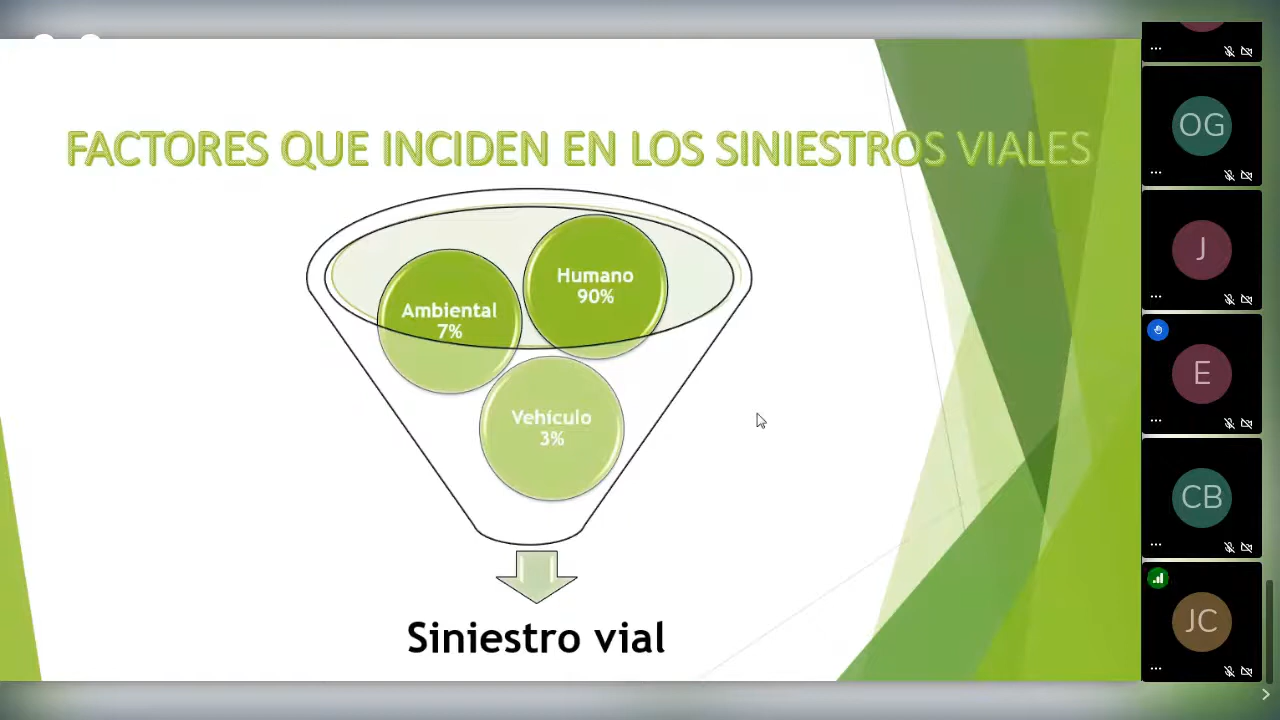 FACTORES QUE INCIDEN EN LOS SINIESTROS VIALES
Humano
90%
Ambiental
7%
Vehículo
3%
Siniestro vial
OG
J
E
CB
JC